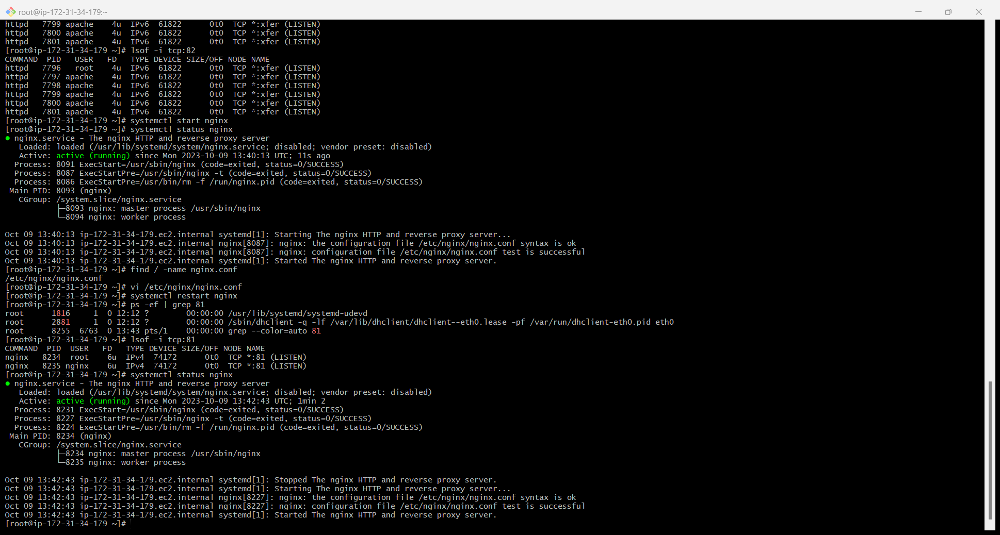 root@ip-172-31-34-179:~
httpd   7799 apache    4u  IPv6  61822      0t0  TCP *:xfer (LISTEN)
httpd   7800 apache    4u  IPv6  61822      0t0  TCP *:xfer (LISTEN)
httpd   7801 apache    4u  IPv6  61822      0t0  TCP *:xfer (LISTEN)
[root@ip-172-31-34-179 ~]# lsof -i tcp:82
COMMAND  PID   USER   FD   TYPE DEVICE SIZE/OFF NODE NAME
httpd   7796   root    4u  IPv6  61822      0t0  TCP *:xfer (LISTEN)
httpd   7797 apache    4u  IPv6  61822      0t0  TCP *:xfer (LISTEN)
httpd   7798 apache    4u  IPv6  61822      0t0  TCP *:xfer (LISTEN)
httpd   7799 apache    4u  IPv6  61822      0t0  TCP *:xfer (LISTEN)
httpd   7800 apache    4u  IPv6  61822      0t0  TCP *:xfer (LISTEN)
httpd   7801 apache    4u  IPv6  61822      0t0  TCP *:xfer (LISTEN)
[root@ip-172-31-34-179 ~]# systemctl start nginx
[root@ip-172-31-34-179 ~]# systemctl status nginx
● nginx.service - The nginx HTTP and reverse proxy server
   Loaded: loaded (/usr/lib/systemd/system/nginx.service; disabled; vendor preset: disabled)
   Active: active (running) since Mon 2023-10-09 13:40:13 UTC; 11s ago
  Process: 8091 ExecStart=/usr/sbin/nginx (code=exited, status=0/SUCCESS)
  Process: 8087 ExecStartPre=/usr/sbin/nginx -t (code=exited, status=0/SUCCESS)
  Process: 8086 ExecStartPre=/usr/bin/rm -f /run/nginx.pid (code=exited, status=0/SUCCESS)
 Main PID: 8093 (nginx)
   CGroup: /system.slice/nginx.service
           ├─8093 nginx: master process /usr/sbin/nginx
           └─8094 nginx: worker process
Oct 09 13:40:13 ip-172-31-34-179.ec2.internal systemd[1]: Starting The nginx HTTP and reverse proxy server...
Oct 09 13:40:13 ip-172-31-34-179.ec2.internal nginx[8087]: nginx: the configuration file /etc/nginx/nginx.conf syntax is ok
Oct 09 13:40:13 ip-172-31-34-179.ec2.internal nginx[8087]: nginx: configuration file /etc/nginx/nginx.conf test is successful
Oct 09 13:40:13 ip-172-31-34-179.ec2.internal systemd[1]: Started The nginx HTTP and reverse proxy server.
[root@ip-172-31-34-179 ~]# find / -name nginx.conf
/etc/nginx/nginx.conf
[root@ip-172-31-34-179 ~]# vi /etc/nginx/nginx.conf
[root@ip-172-31-34-179 ~]# systemctl restart nginx
[root@ip-172-31-34-179 ~]# ps -ef | grep 81
root      1816     1  0 12:12 ?        00:00:00 /usr/lib/systemd/systemd-udevd
root      2881     1  0 12:12 ?        00:00:00 /sbin/dhclient -q -lf /var/lib/dhclient/dhclient--eth0.lease -pf /var/run/dhclient-eth0.pid eth0
root      8255  6763  0 13:43 pts/1    00:00:00 grep --color=auto 81
[root@ip-172-31-34-179 ~]# lsof -i tcp:81
COMMAND  PID  USER   FD   TYPE DEVICE SIZE/OFF NODE NAME
nginx   8234  root    6u  IPv4  74172      0t0  TCP *:81 (LISTEN)
nginx   8235 nginx    6u  IPv4  74172      0t0  TCP *:81 (LISTEN)
[root@ip-172-31-34-179 ~]# systemctl status nginx
● nginx.service - The nginx HTTP and reverse proxy server
   Loaded: loaded (/usr/lib/systemd/system/nginx.service; disabled; vendor preset: disabled)
   Active: active (running) since Mon 2023-10-09 13:42:43 UTC; 1min 2
  Process: 8231 ExecStart=/usr/sbin/nginx (code=exited, status=0/SUCCESS)
  Process: 8227 ExecStartPre=/usr/sbin/nginx -t (code=exited, status=0/SUCCESS)
  Process: 8224 ExecStartPre=/usr/bin/rm -f /run/nginx.pid (code=exited, status=0/SUCCESS)
 Main PID: 8234 (nginx)
   CGroup: /system.slice/nginx.service
           ├─8234 nginx: master process /usr/sbin/nginx
           └─8235 nginx: worker process
Oct 09 13:42:43 ip-172-31-34-179.ec2.internal systemd[1]: Stopped The nginx HTTP and reverse proxy server.
Oct 09 13:42:43 ip-172-31-34-179.ec2.internal systemd[1]: Starting The nginx HTTP and reverse proxy server...
Oct 09 13:42:43 ip-172-31-34-179.ec2.internal nginx[8227]: nginx: the configuration file /etc/nginx/nginx.conf syntax is ok
Oct 09 13:42:43 ip-172-31-34-179.ec2.internal nginx[8227]: nginx: configuration file /etc/nginx/nginx.conf test is successful
Oct 09 13:42:43 ip-172-31-34-179.ec2.internal systemd[1]: Started The nginx HTTP and reverse proxy server.
[root@ip-172-31-34-179 ~]#